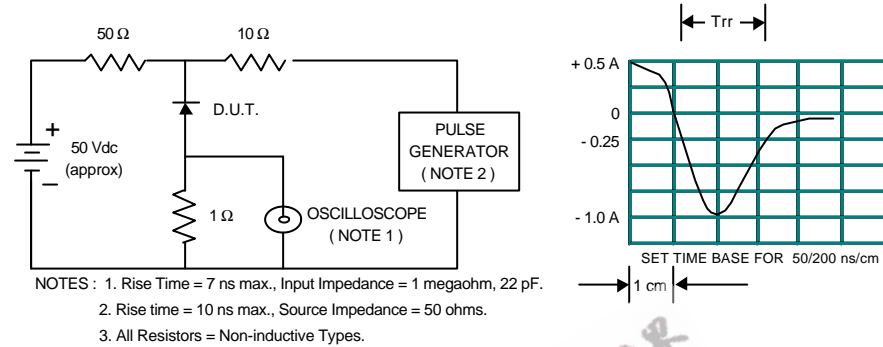 50 Ω
10 Ω
D.U.T.
+
50 Vdc
(approx)
−
1 Ω
OSCILLOSCOPE
( NOTE 1 )
PULSE
GENERATOR
( NOTE 2 )
Trr
+ 0.5 A
0
- 0.25
- 1.0 A
SET TIME BASE FOR 50/200 ns/cm
1 cm
NOTES : 1. Rise Time = 7 ns max., Input Impedance = 1 megaohm, 22 pF.
2. Rise time = 10 ns max., Source Impedance = 50 ohms.
3. All Resistors = Non-inductive Types.